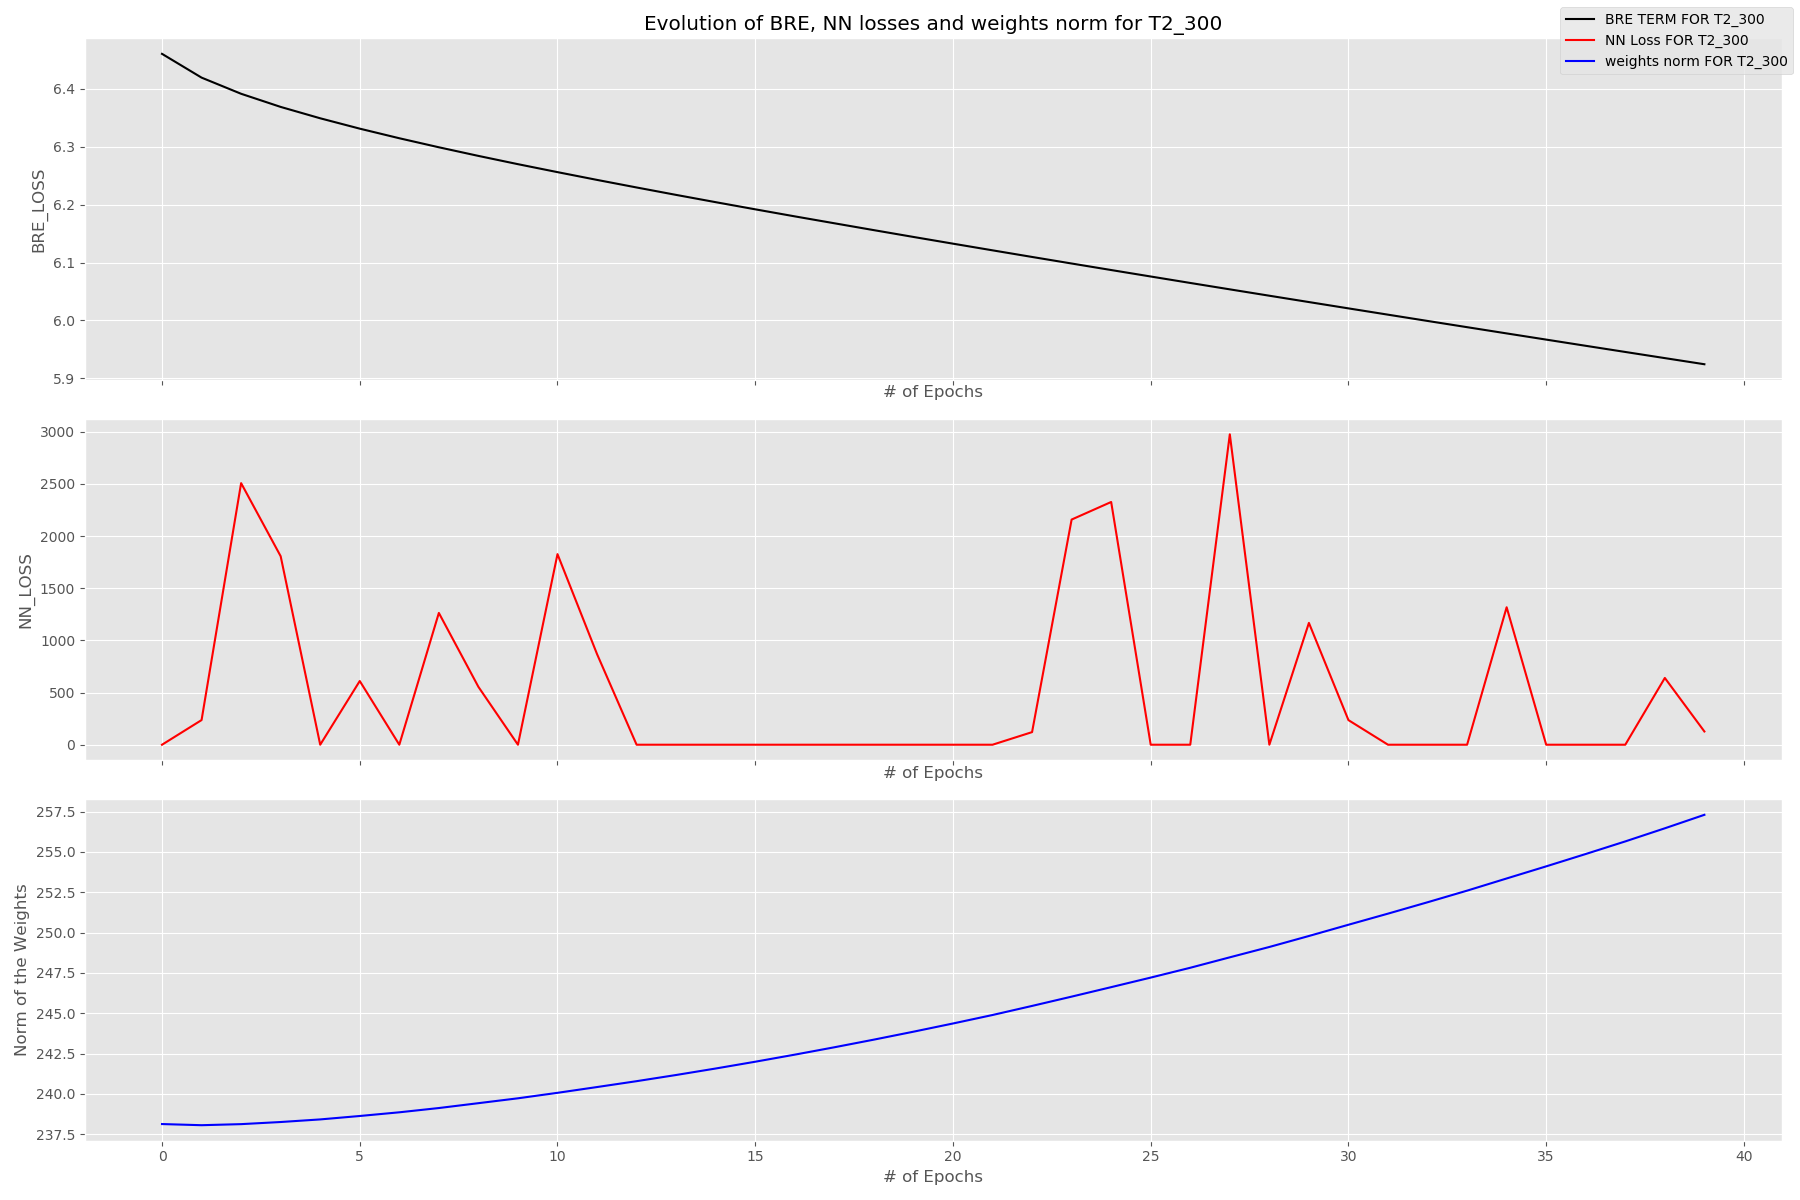 Evolution of BRE, NN losses and weights norm for T2_300
BRE TERM FOR T2_300
NN Loss FOR T2_300
weights norm FOR T2_300
BRE_LOSS
6.4
6.3
6.2
6.1
6.0
5.9
# of Epochs
NN_LOSS
3000
2500
2000
1500
1000
500
0
# of Epochs
Norm of the Weights
257.5
255.0
252.5
250.0
247.5
245.0
242.5
240.0
237.5
0 5 10 15 20 25 30 35 40
# of Epochs